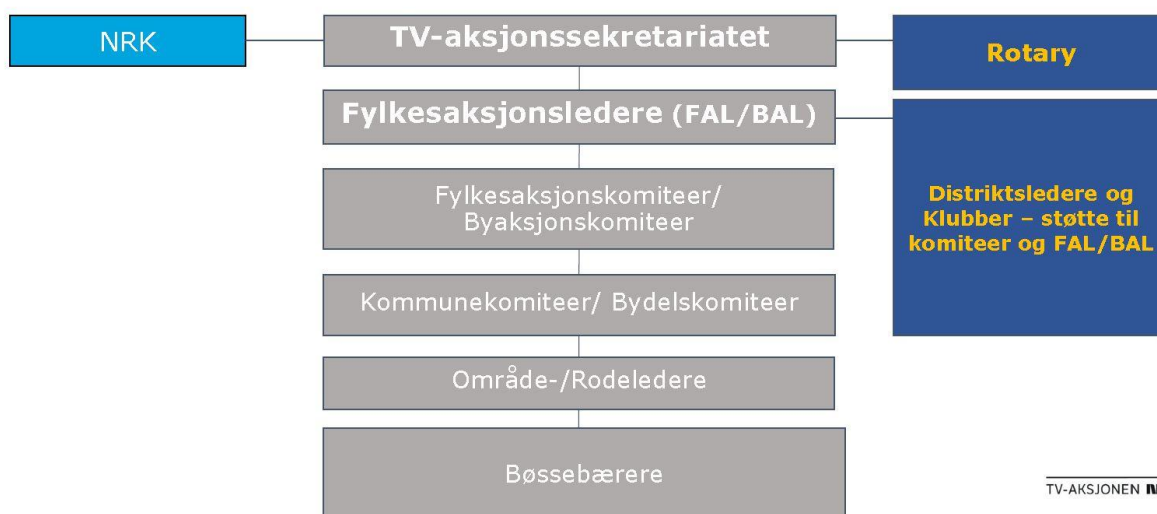 NRK
TV-aksjonssekretariatet
Rotary
Fylkesaksjonsledere (FAL/BAL)
Fylkesaksjonskomiteer/
Byaksjonskomiteer
Distriktsledere og
Klubber – støtte til
komiteer og FAL/BAL
Kommunekomiteer/ Bydelskomiteer
Område-/Rodeledere
Bøssebærere
TV-AKSJONEN